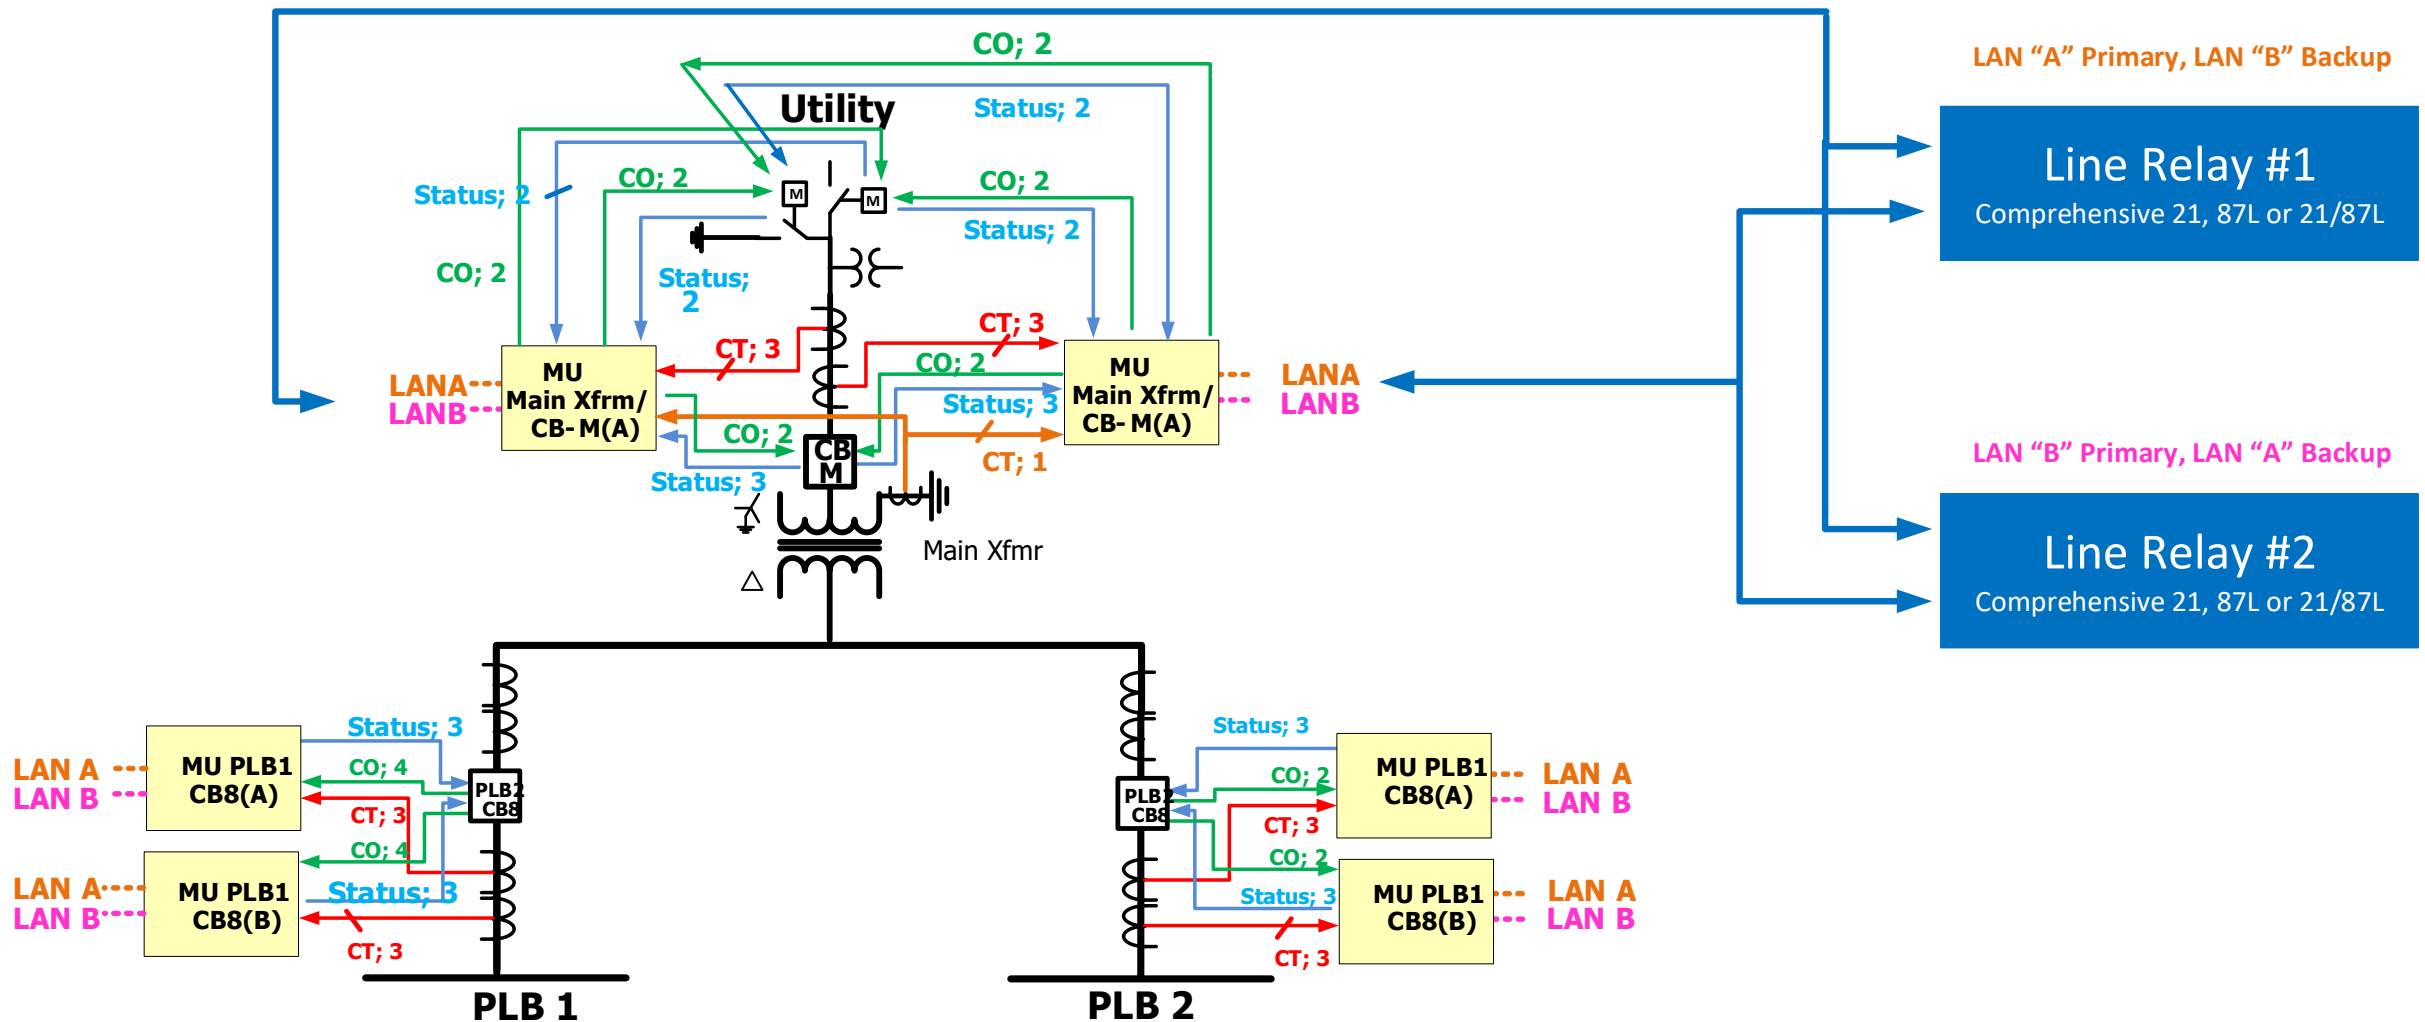 CO; 2
LAN “A” Primary, LAN “B” Backup
Utility
Status; 2
Line Relay #1
Comprehensive 21, 87L or 21/87L
CO; 2
M
M
CO; 2
Status; 2
Status; 2
CO; 2
Status;
2
CT; 3
CT; 3
MU
Main Xfrm/
CB- M(A)
LANA
LANB
CO; 2
Status; 3
MU
Main Xfrm/
CB- M(A)
LANA
LANB
CO; 2
CB
M
CT; 1
Status; 3
LAN “B” Primary, LAN “A” Backup
Line Relay #2
Comprehensive 21, 87L or 21/87L
Main Xfmr
Status; 3
LAN A
LAN B
MU PLB1
CB8(A)
CO; 4
CT; 3
PLB2
CB8
CO; 4
LAN A
LAN B
MU PLB1
CB8(B)
Status; 3
CT; 3
PLB 1
Status; 3
PLB2
CB8
CO; 2
CT; 3
MU PLB1
CB8(A)
LAN A
LAN B
CO; 2
Status; 3
CT; 3
MU PLB1
CB8(B)
LAN A
LAN B
PLB 2